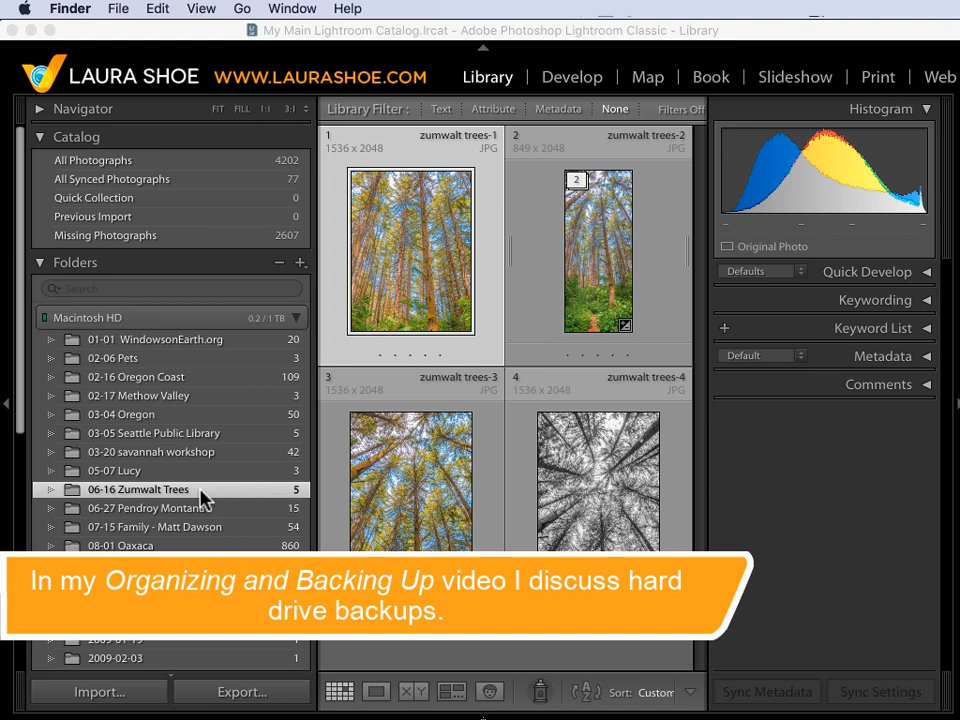 Finder File Edit View Go Window Help
My Main Lightroom Catalog.lrcat - Adobe Photoshop Lightroom Classic - Library
LAURA SHOE WWW.LAURASHOE.COM Library Develop Map Book Slideshow Print Web
Navigator FIT FILL 1:1 3:1
Catalog
All Photographs 4202
All Synced Photographs 77
Quick Collection 0
Previous Import 0
Missing Photographs 2607
Folders
Search
Macintosh HD 0.2 / 1 TB
01-01 WindowsonEarth.org 20
02-06 Pets 3
02-16 Oregon Coast 109
02-17 Methow Valley 3
03-04 Oregon 50
03-05 Seattle Public Library 5
03-20 savannah workshop 42
05-07 Lucy 3
06-16 Zumwalt Trees 5
06-27 Pendroy Montana 15
07-15 Family - Matt Dawson 54
08-01 Oaxaca 860
2009-02-03 1
Import... Export...
Library Filter : Text Attribute Metadata None Filters Off
1 zumwalt trees-1
1536 x 2048 JPG
2 zumwalt trees-2
849 x 2048 JPG
2
3 zumwalt trees-3
1536 x 2048 JPG
4 zumwalt trees-4
1536 x 2048 JPG
In my Organizing and Backing Up video I discuss hard
drive backups.
XY Sort: Custom
Histogram
Original Photo
Defaults Quick Develop
Keywording
Keyword List
Default Metadata
Comments
Sync Metadata Sync Settings